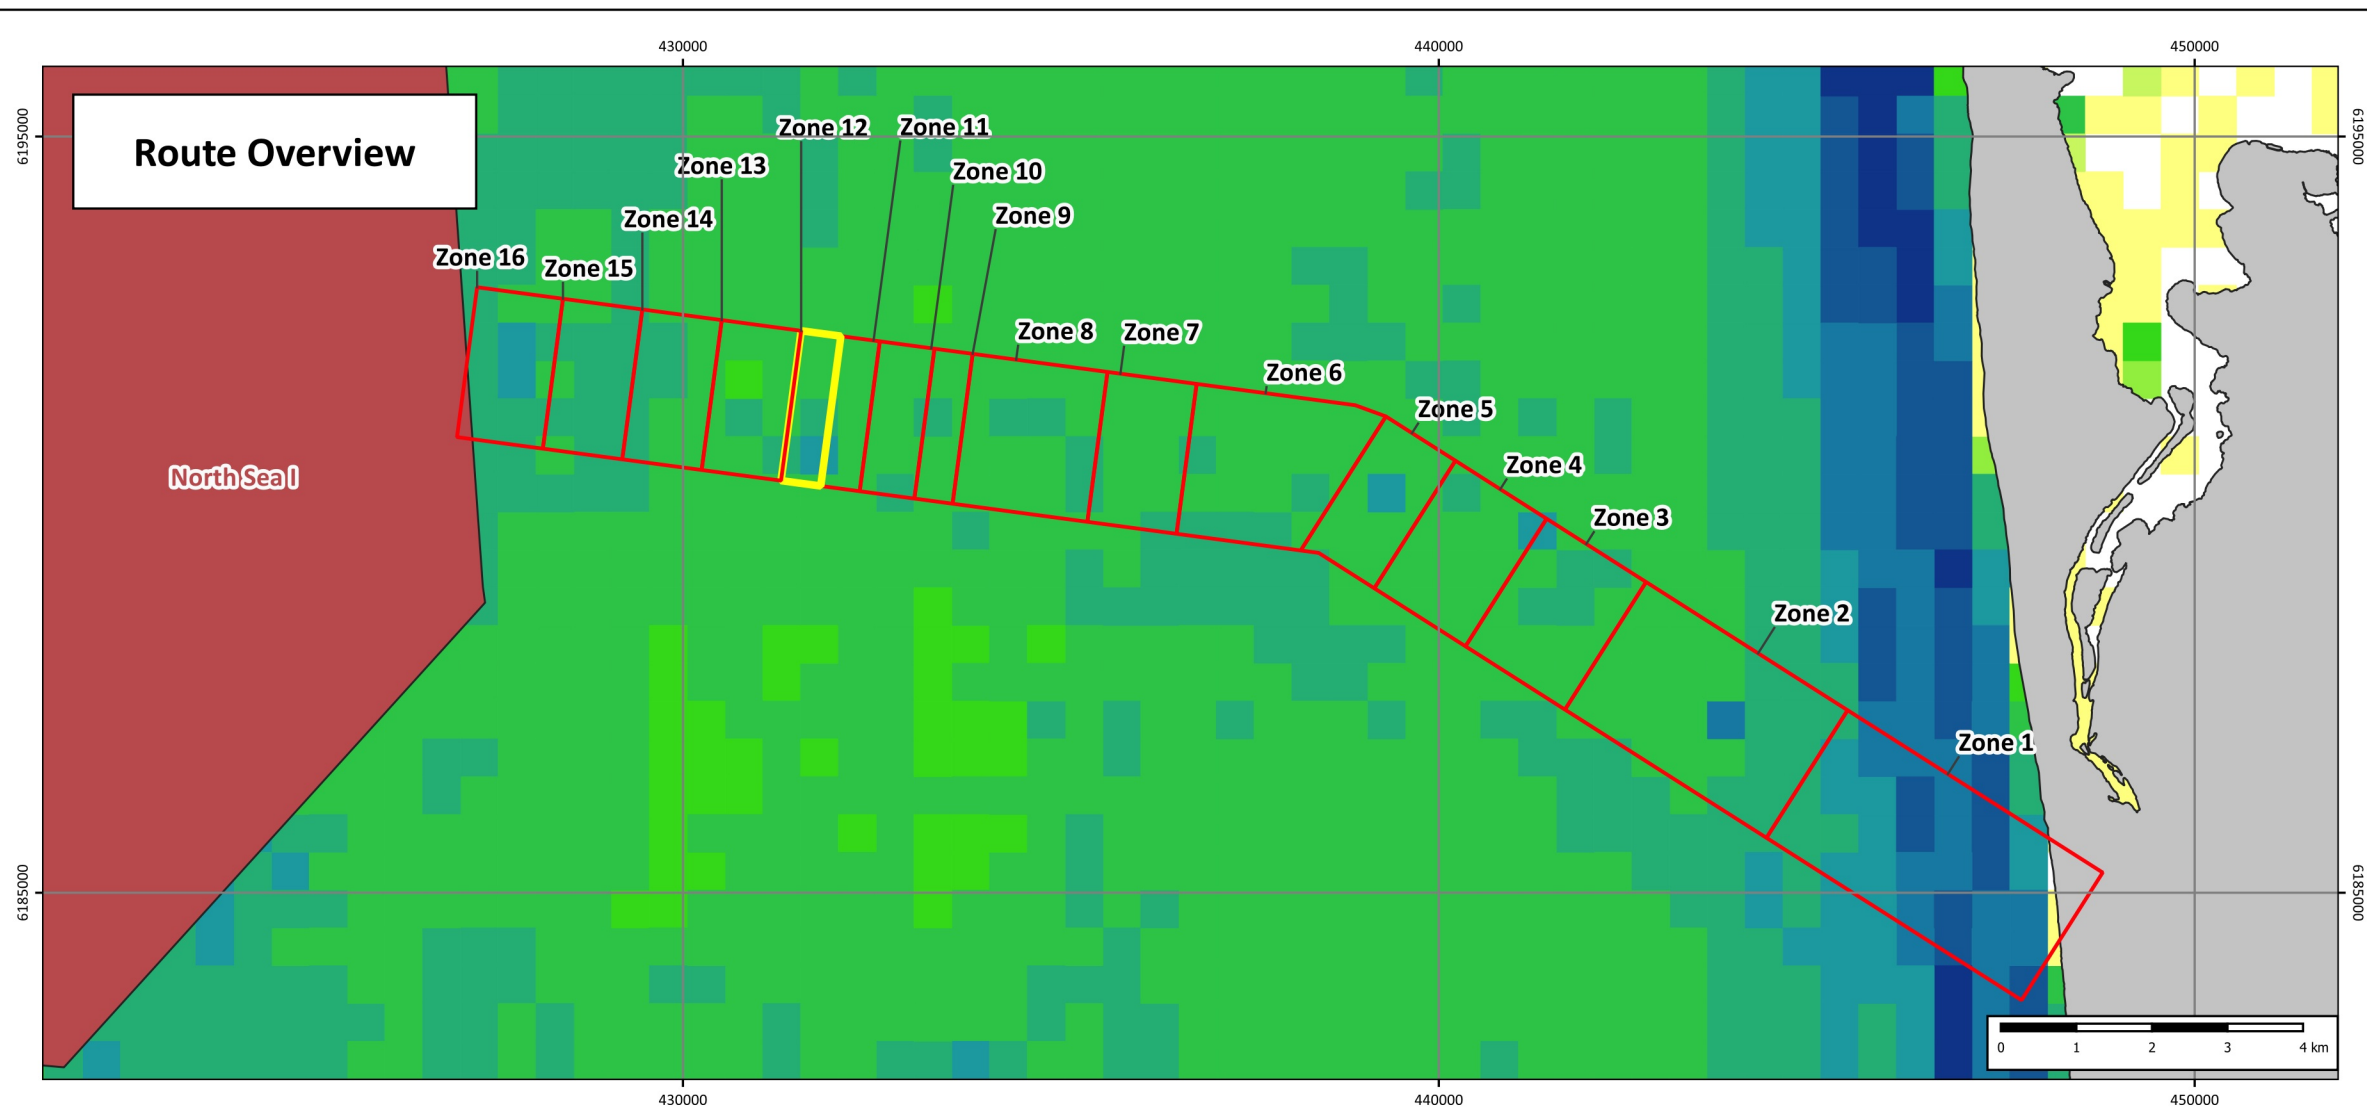 430000
440000
450000
6195000
6195000
Route Overview
Zone 12
Zone 11
Zone 13
Zone 10
Zone 14
Zone 9
Zone 16
Zone 15
Zone 8
Zone 7
Zone 6
Zone 5
Zone 4
North Sea I
Zone 3
Zone 2
Zone 1
6185000
6185000
0 1 2 3 4 km
430000
440000
450000